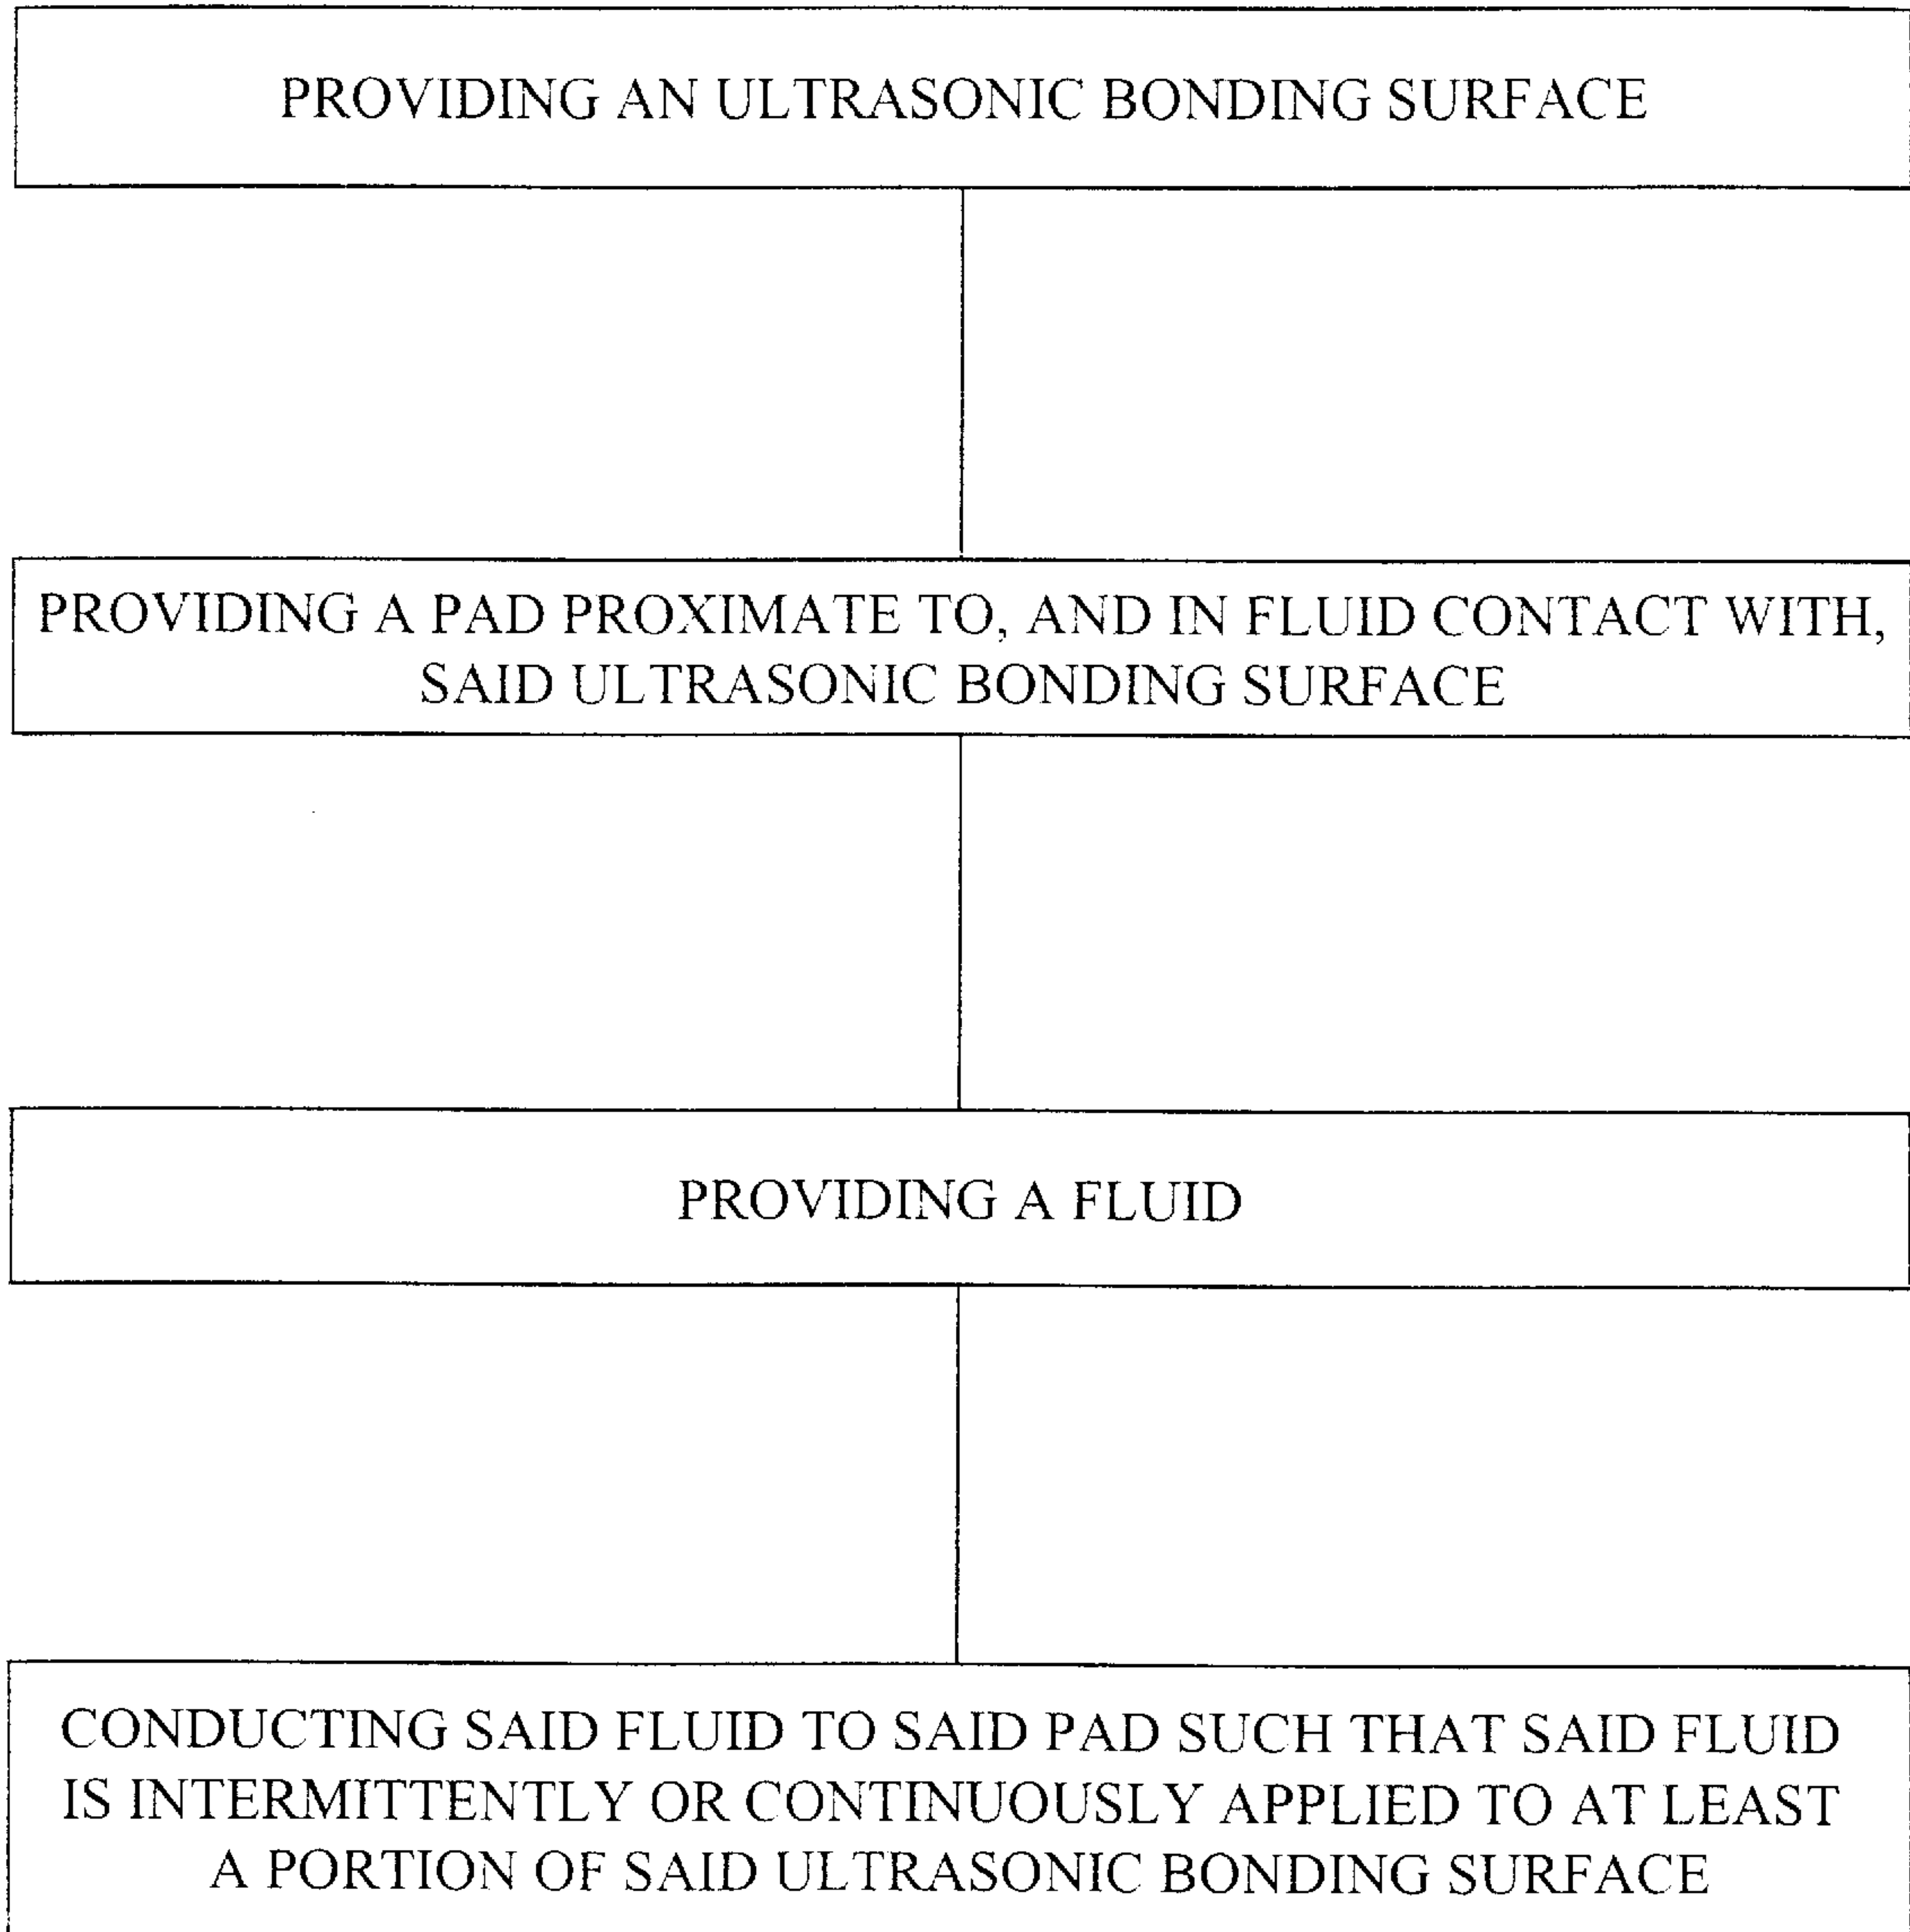 PROVIDING AN ULTRASONIC BONDING SURFACE
PROVIDING A PAD PROXIMATE TO, AND IN FLUID CONTACT WITH,
SAID ULTRASONIC BONDING SURFACE
PROVIDING A FLUID
CONDUCTING SAID FLUID TO SAID PAD SUCH THAT SAID FLUID
IS INTERMITTENTLY OR CONTINUOUSLY APPLIED TO AT LEAST
A PORTION OF SAID ULTRASONIC BONDING SURFACE